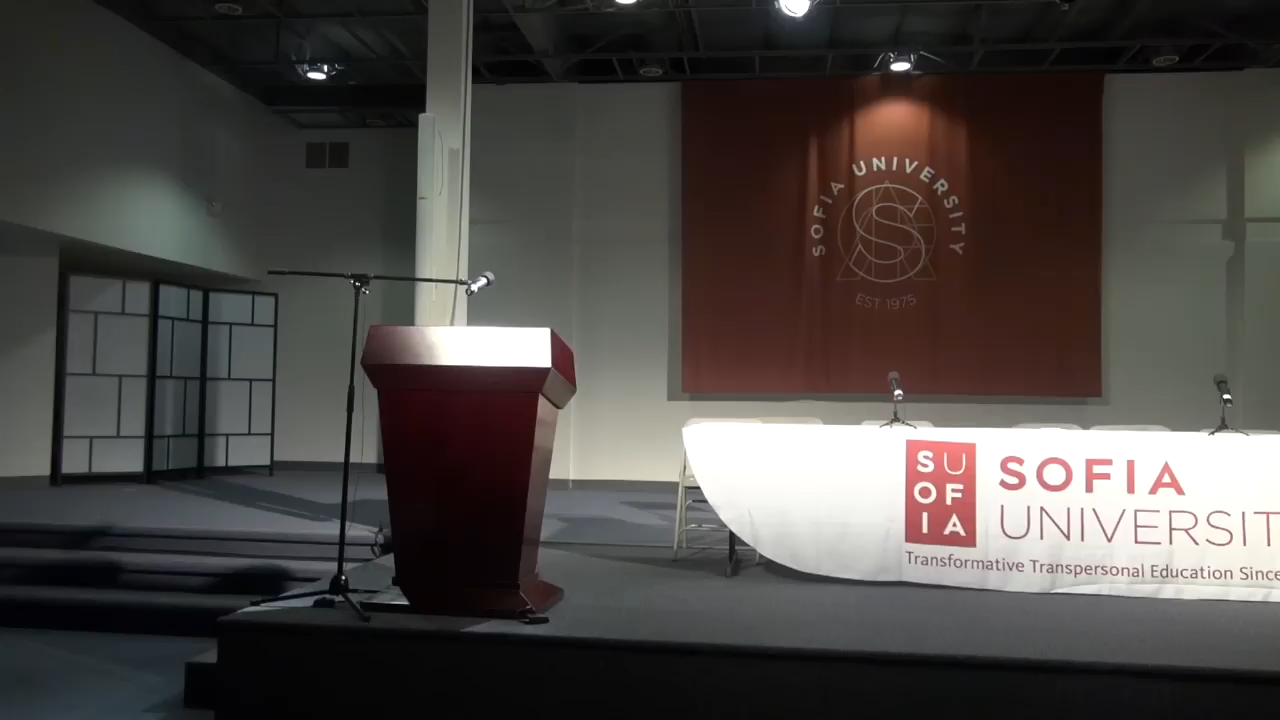 SOFIA UNIVERSITY
S
EST 1975
SU
OF
IA
SOFIA
UNIVERSIT
Transformative Transpersonal Education Since